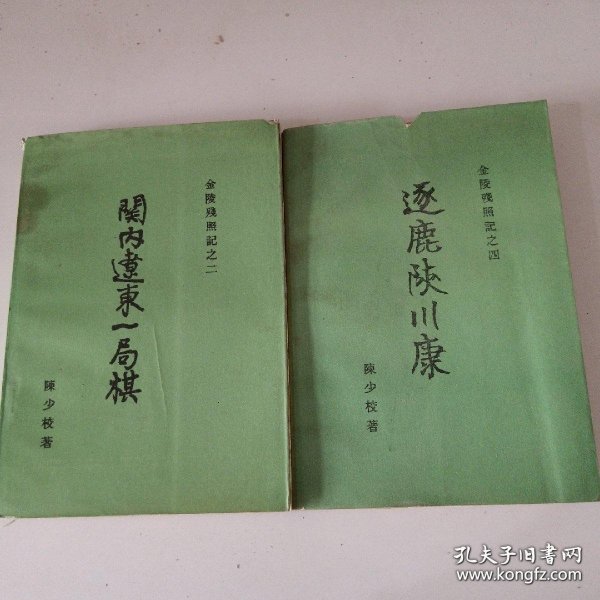 金陵殘照記之二
関內遼東一局棋
陳少校著
金陵殘照記之四
逐鹿陝川康
陳少校著
孔夫子旧书网
www.kongfz.com